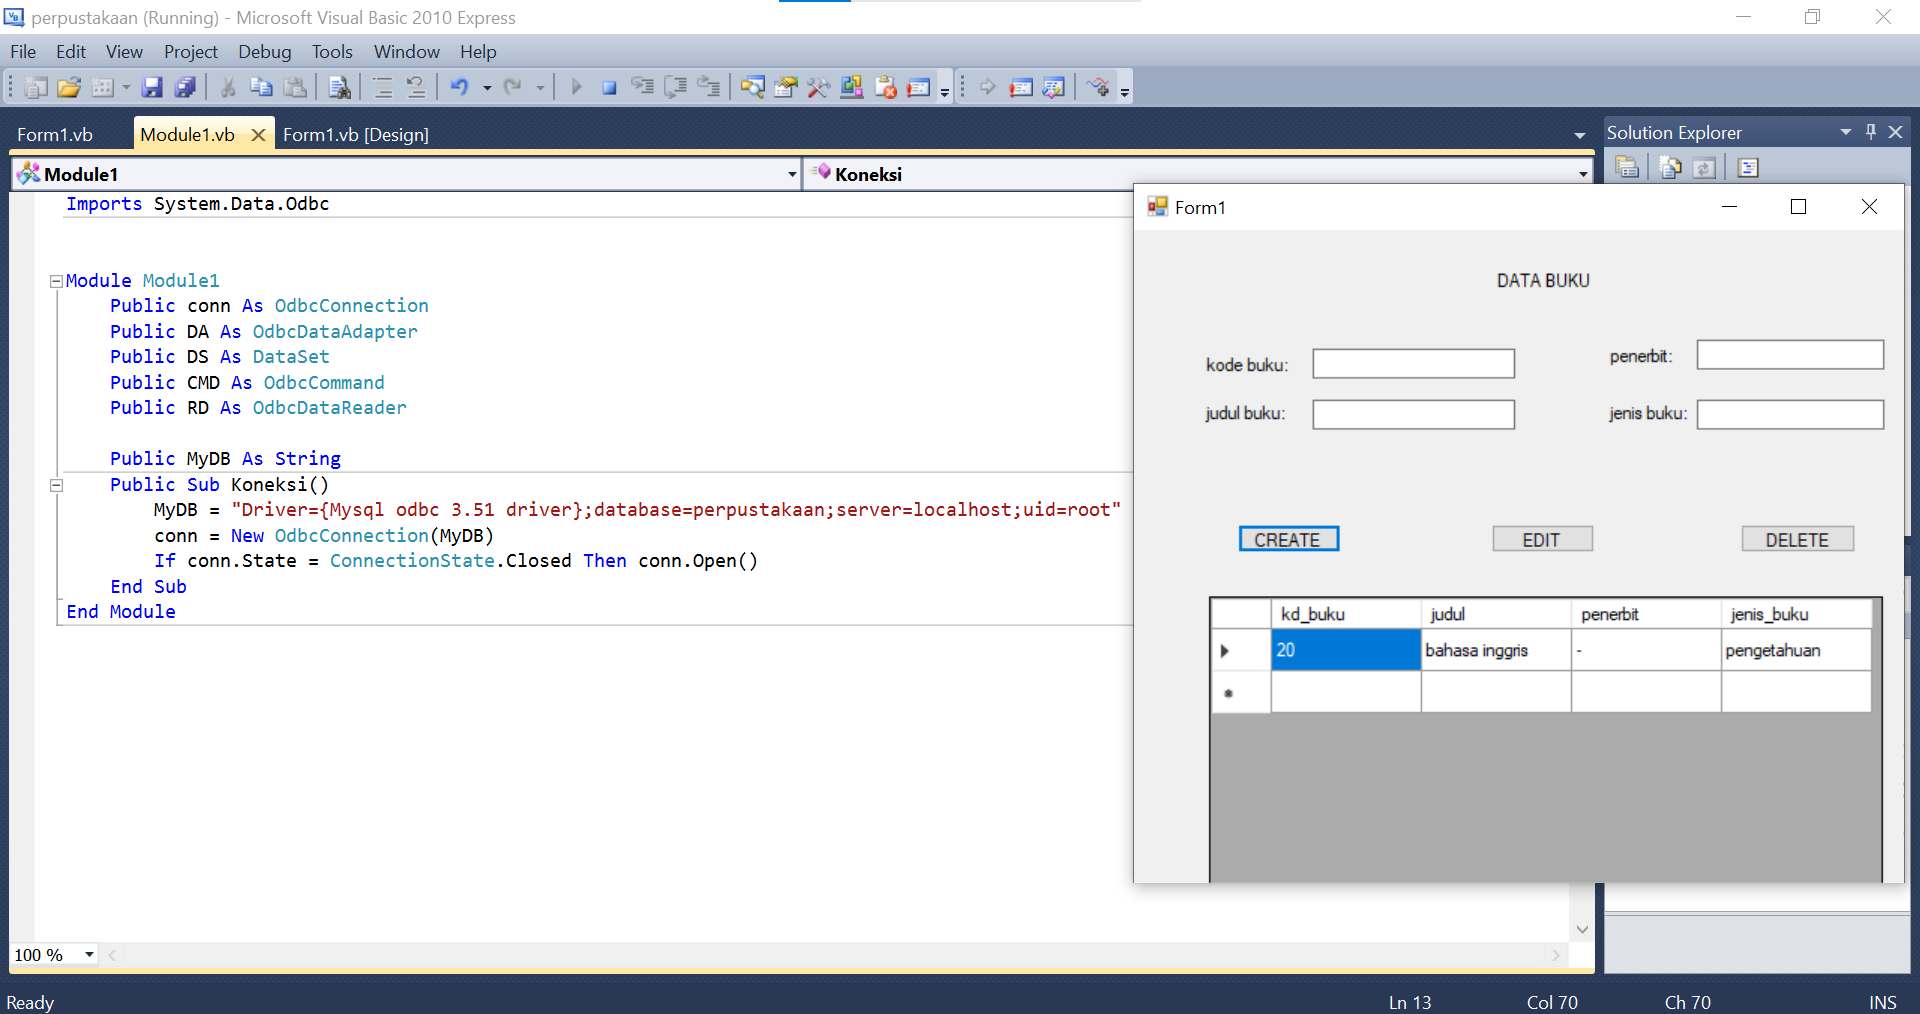 perpustakaan (Running) - Microsoft Visual Basic 2010 Express
File Edit View Project Debug Tools Window Help
Form1.vb Module1.vb Form1.vb [Design]
Solution Explorer
Module1 Koneksi
Imports System.Data.Odbc
Module Module1
Public conn As OdbcConnection
Public DA As OdbcDataAdapter
Public DS As DataSet
Public CMD As OdbcCommand
Public RD As OdbcDataReader
Public MyDB As String
Public Sub Koneksi()
MyDB = "Driver={Mysql odbc 3.51 driver};database=perpustakaan;server=localhost;uid=root"
conn = New OdbcConnection(MyDB)
If conn.State = ConnectionState.Closed Then conn.Open()
End Sub
End Module
Form1
DATA BUKU
kode buku: penerbit:
judul buku: jenis buku:
CREATE EDIT DELETE
kd_buku judul penerbit jenis_buku
20 bahasa inggris - pengetahuan
100 %
Ready Ln 13 Col 70 Ch 70 INS